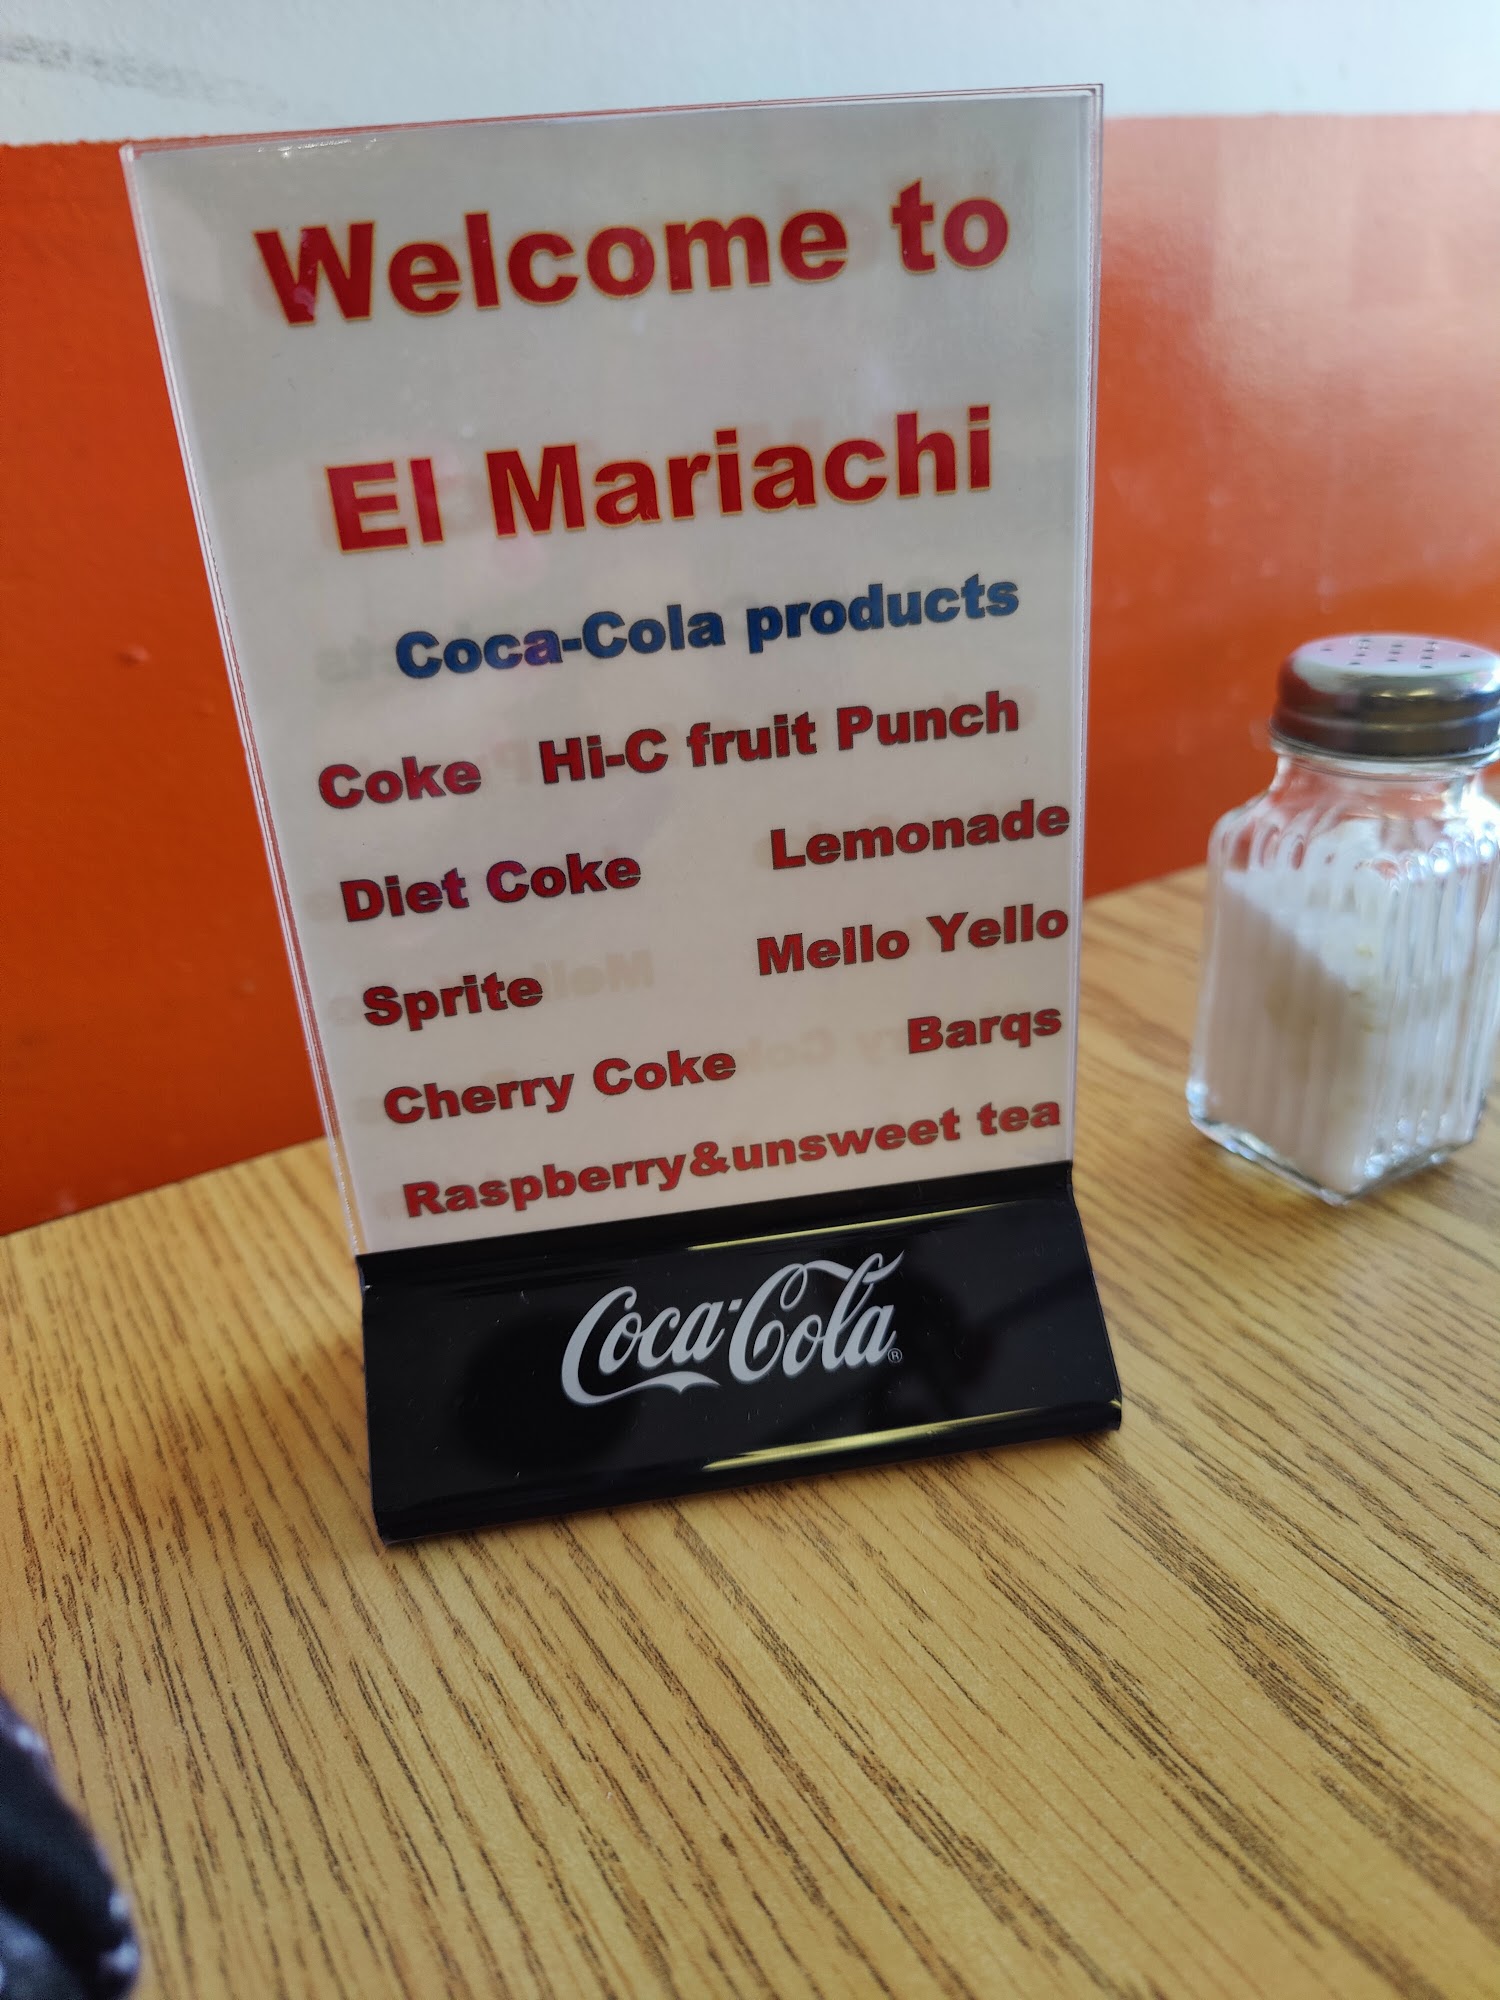 Welcome to
El Mariachi
Coca-Cola products
Coke Hi-C fruit Punch
Diet Coke Lemonade
Sprite Mello Yello
Cherry Coke Barqs
Raspberry&unsweet tea
Coca-Cola®